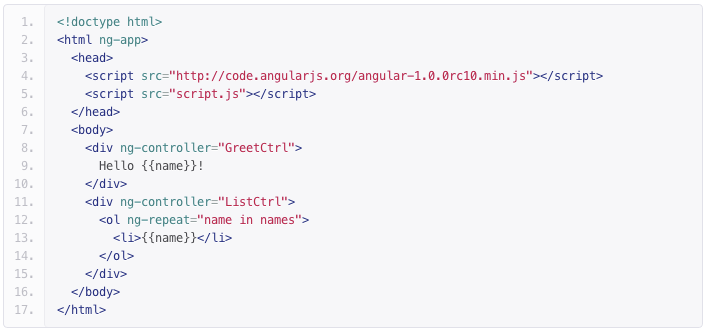 1. <!doctype html>
2. <html ng-app>
3.   <head>
4.     <script src="http://code.angularjs.org/angular-1.0.0rc10.min.js"></script>
5.     <script src="script.js"></script>
6.   </head>
7.   <body>
8.     <div ng-controller="GreetCtrl">
9.       Hello {{name}}!
10.     </div>
11.     <div ng-controller="ListCtrl">
12.       <ol ng-repeat="name in names">
13.         <li>{{name}}</li>
14.       </ol>
15.     </div>
16.   </body>
17. </html>